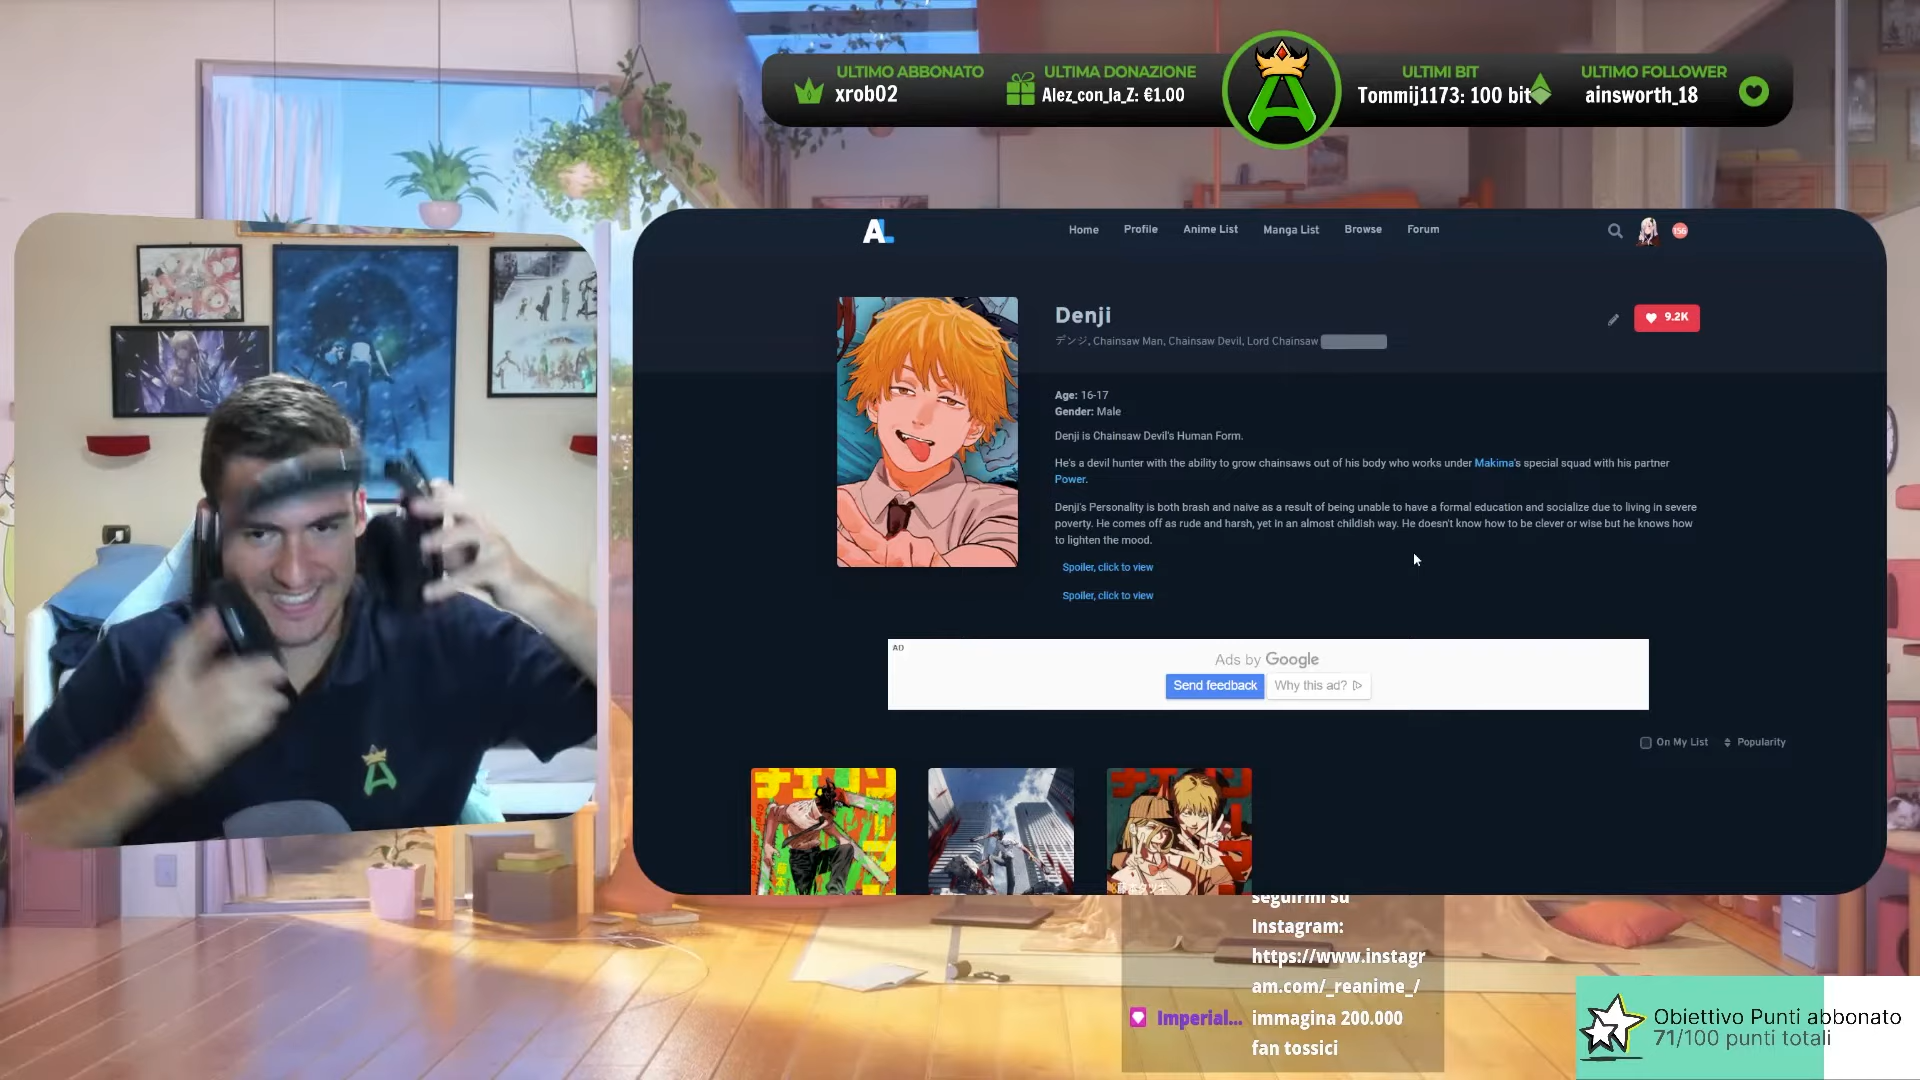 ULTIMO ABBONATO
xrob02
ULTIMA DONAZIONE
Alez_con_la_Z: €1.00
ULTIMI BIT
Tommij1173: 100 bit
ULTIMO FOLLOWER
ainsworth_18
Home
Profile
Anime List
Manga List
Browse
Forum
156
Denji
デンジ, Chainsaw Man, Chainsaw Devil, Lord Chainsaw
9.2K
Age: 16-17
Gender: Male
Denji is Chainsaw Devil's Human Form.
He's a devil hunter with the ability to grow chainsaws out of his body who works under Makima's special squad with his partner
Power.
Denji's Personality is both brash and naive as a result of being unable to have a formal education and socialize due to living in severe
poverty. He comes off as rude and harsh, yet in an almost childish way. He doesn't know how to be clever or wise but he knows how
to lighten the mood.
Spoiler, click to view
Spoiler, click to view
AD
Ads by Google
Send feedback
Why this ad?
On My List
Popularity
seguirmi su
Instagram:
https://www.instagr
am.com/_reanime_/
Imperial... immagina 200.000
fan tossici
Obiettivo Punti abbonato
71/100 punti totali